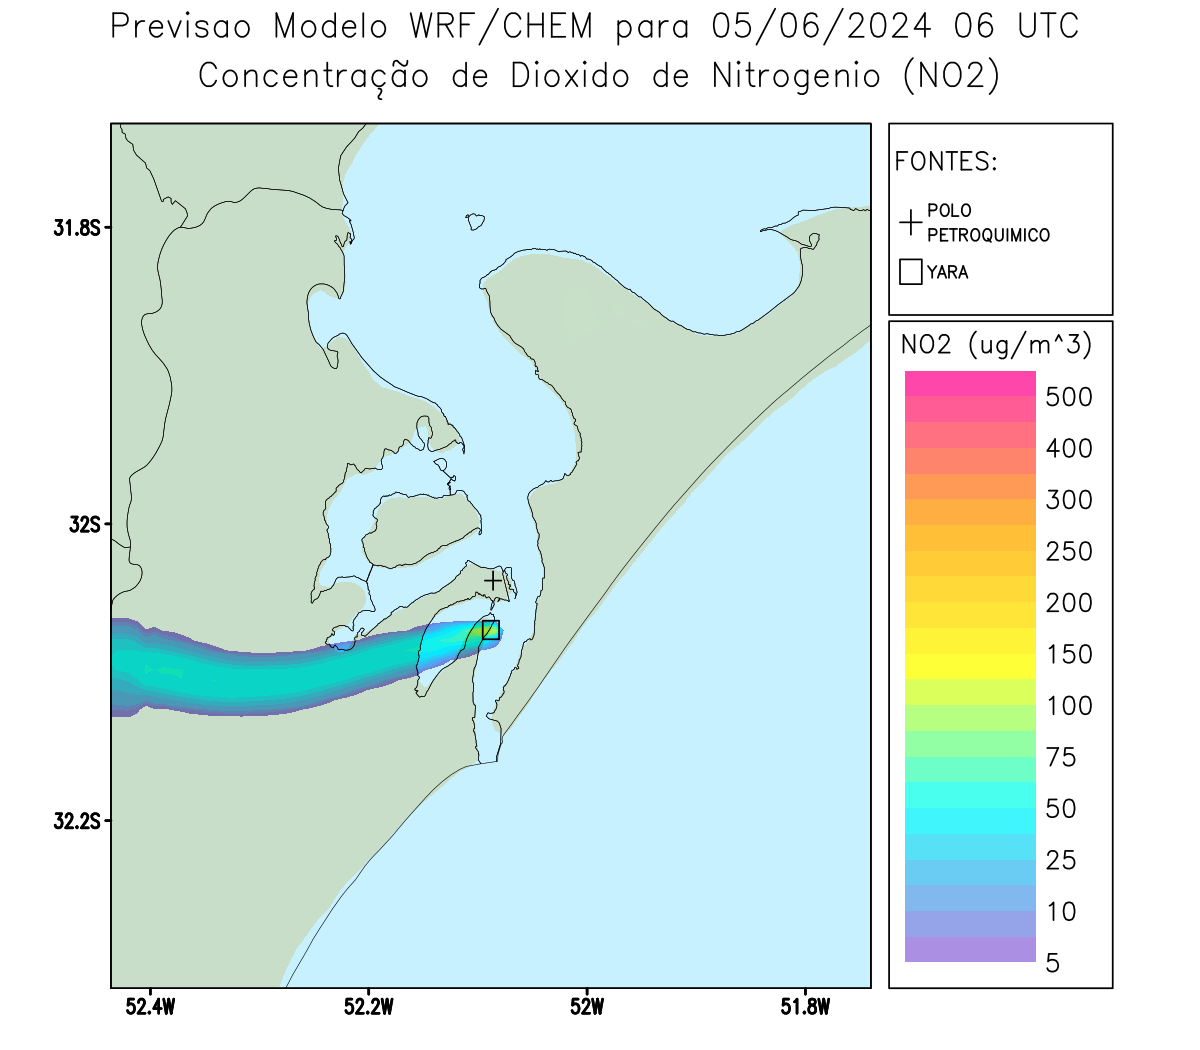 Previsao Modelo WRF/CHEM para 05/06/2024 06 UTC
Concentração de Dioxido de Nitrogenio (NO2)
FONTES:
POLO
PETROQUIMICO
YARA
NO2 (ug/m^3)
500
400
300
250
200
150
100
75
50
25
10
5
31.8S
32S
32.2S
52.4W
52.2W
52W
51.8W